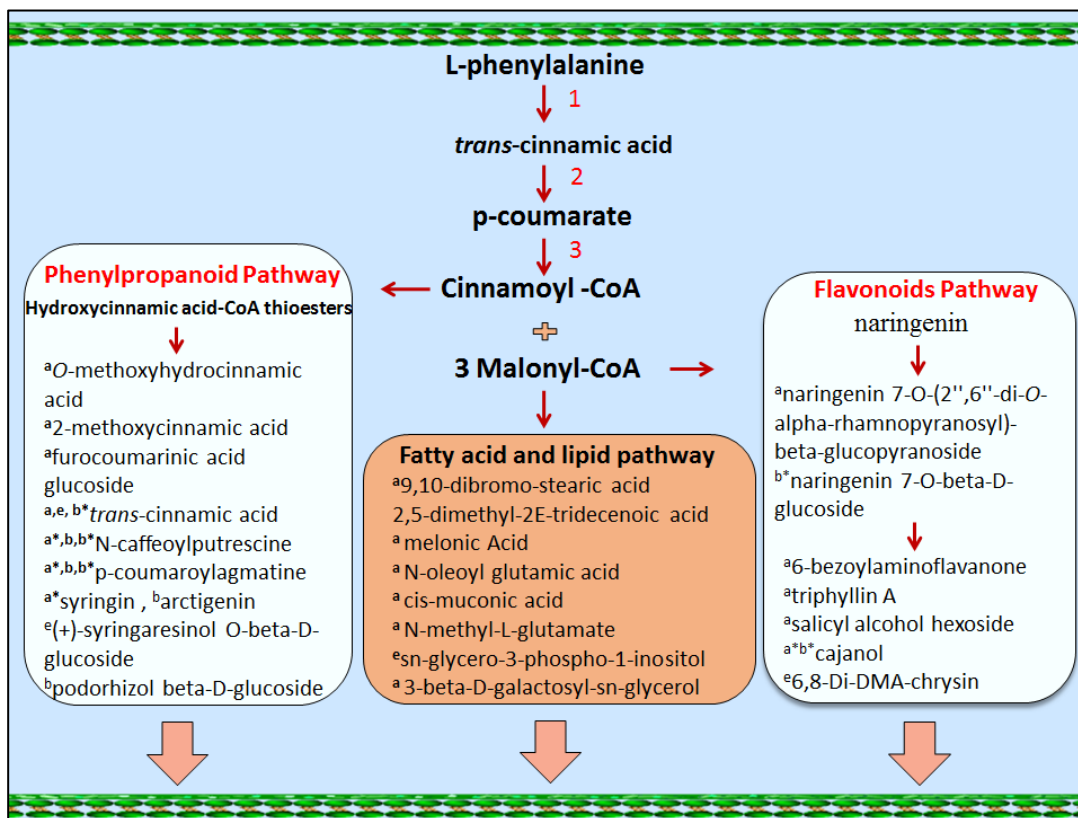 L-phenylalanine
1
trans-cinnamic acid
2
p-coumarate
3
Cinnamoyl -CoA
3 Malonyl-CoA
Phenylpropanoid Pathway
Hydroxycinnamic acid-CoA thioesters
aO-methoxyhydrocinnamic
acid
a2-methoxycinnamic acid
afurocoumarinic acid
glucoside
a,e, b*trans-cinnamic acid
a*,b,b*N-caffeoylputrescine
a*,b,b*p-coumaroylagmatine
a*syringin , barctigenin
e(+)-syringaresinol O-beta-D-
glucoside
bpodorhizol beta-D-glucoside
Fatty acid and lipid pathway
a9,10-dibromo-stearic acid
2,5-dimethyl-2E-tridecenoic acid
a melonic Acid
a N-oleoyl glutamic acid
a cis-muconic acid
a N-methyl-L-glutamate
esn-glycero-3-phospho-1-inositol
a 3-beta-D-galactosyl-sn-glycerol
Flavonoids Pathway
naringenin
anaringenin 7-O-(2'',6''-di-O-
alpha-rhamnopyranosyl)-
beta-glucopyranoside
b*naringenin 7-O-beta-D-
glucoside
a6-bezoylaminoflavanone
atriphyllin A
asalicyl alcohol hexoside
a*b*cajanol
e6,8-Di-DMA-chrysin